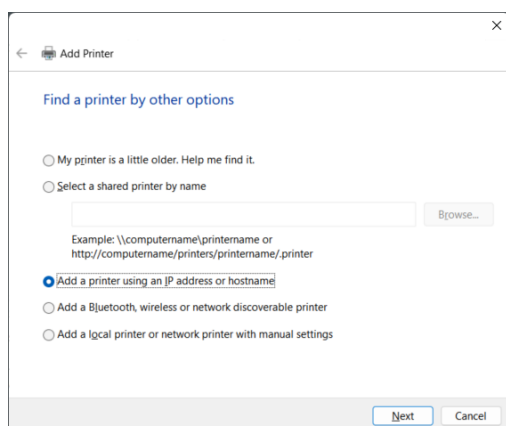 Add Printer
Find a printer by other options
My printer is a little older. Help me find it.
Select a shared printer by name
Browse...
Example: \\computername\printername or
http://computername/printers/printername/.printer
Add a printer using an IP address or hostname
Add a Bluetooth, wireless or network discoverable printer
Add a local printer or network printer with manual settings
Next Cancel